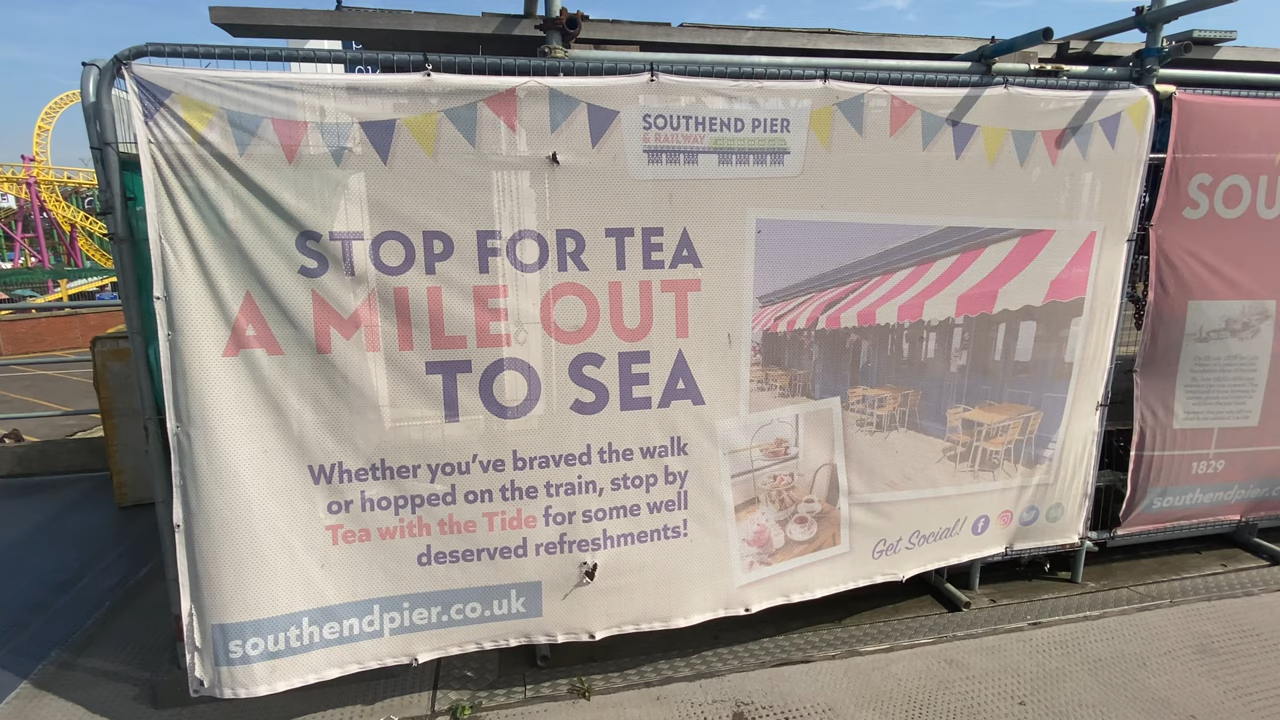 SOUTHEND PIER
& RAILWAY
STOP FOR TEA
A MILE OUT
TO SEA
Whether you've braved the walk
or hopped on the train, stop by
Tea with the Tide for some well
deserved refreshments!
Get Social!
southendpier.co.uk
SOU
1829
southendpier.c